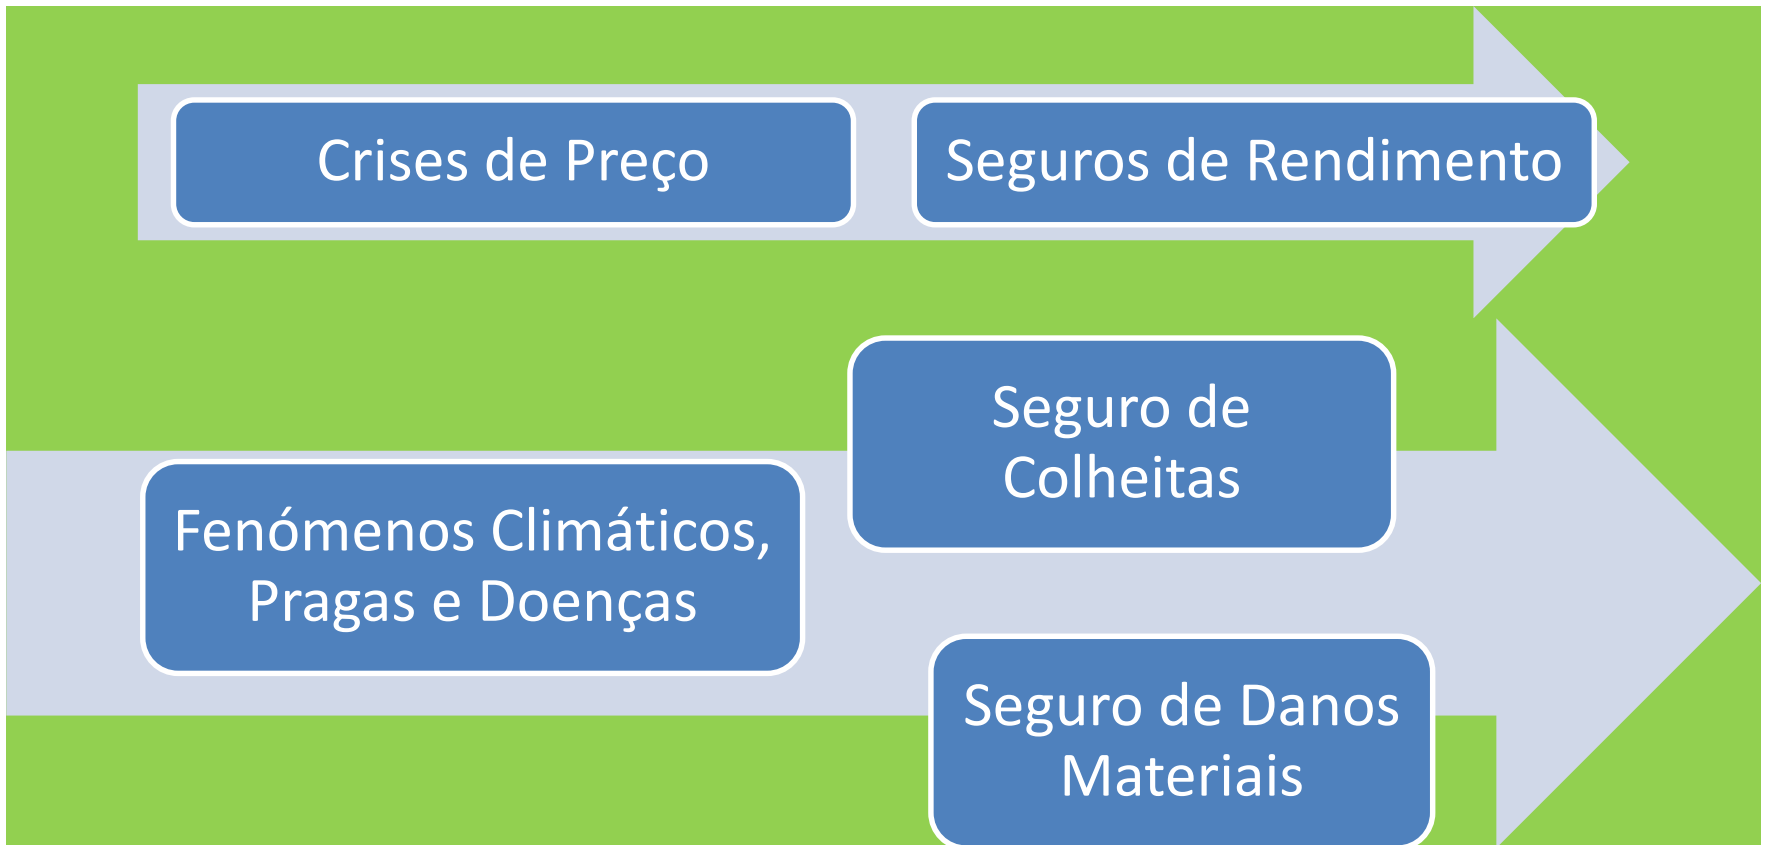 Crises de Preço
Seguros de Rendimento
Fenómenos Climáticos,
Pragas e Doenças
Seguro de
Colheitas
Seguro de Danos
Materiais